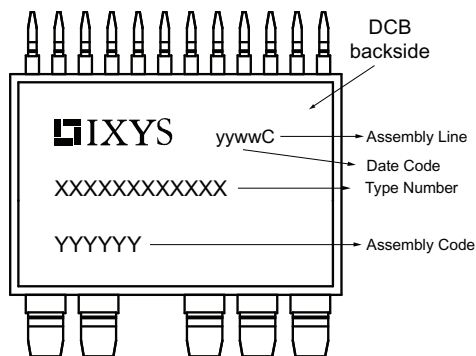 DCB
backside
IXYS
yywwC
Assembly Line
Date Code
XXXXXXXXXXXX
Type Number
YYYYYY
Assembly Code